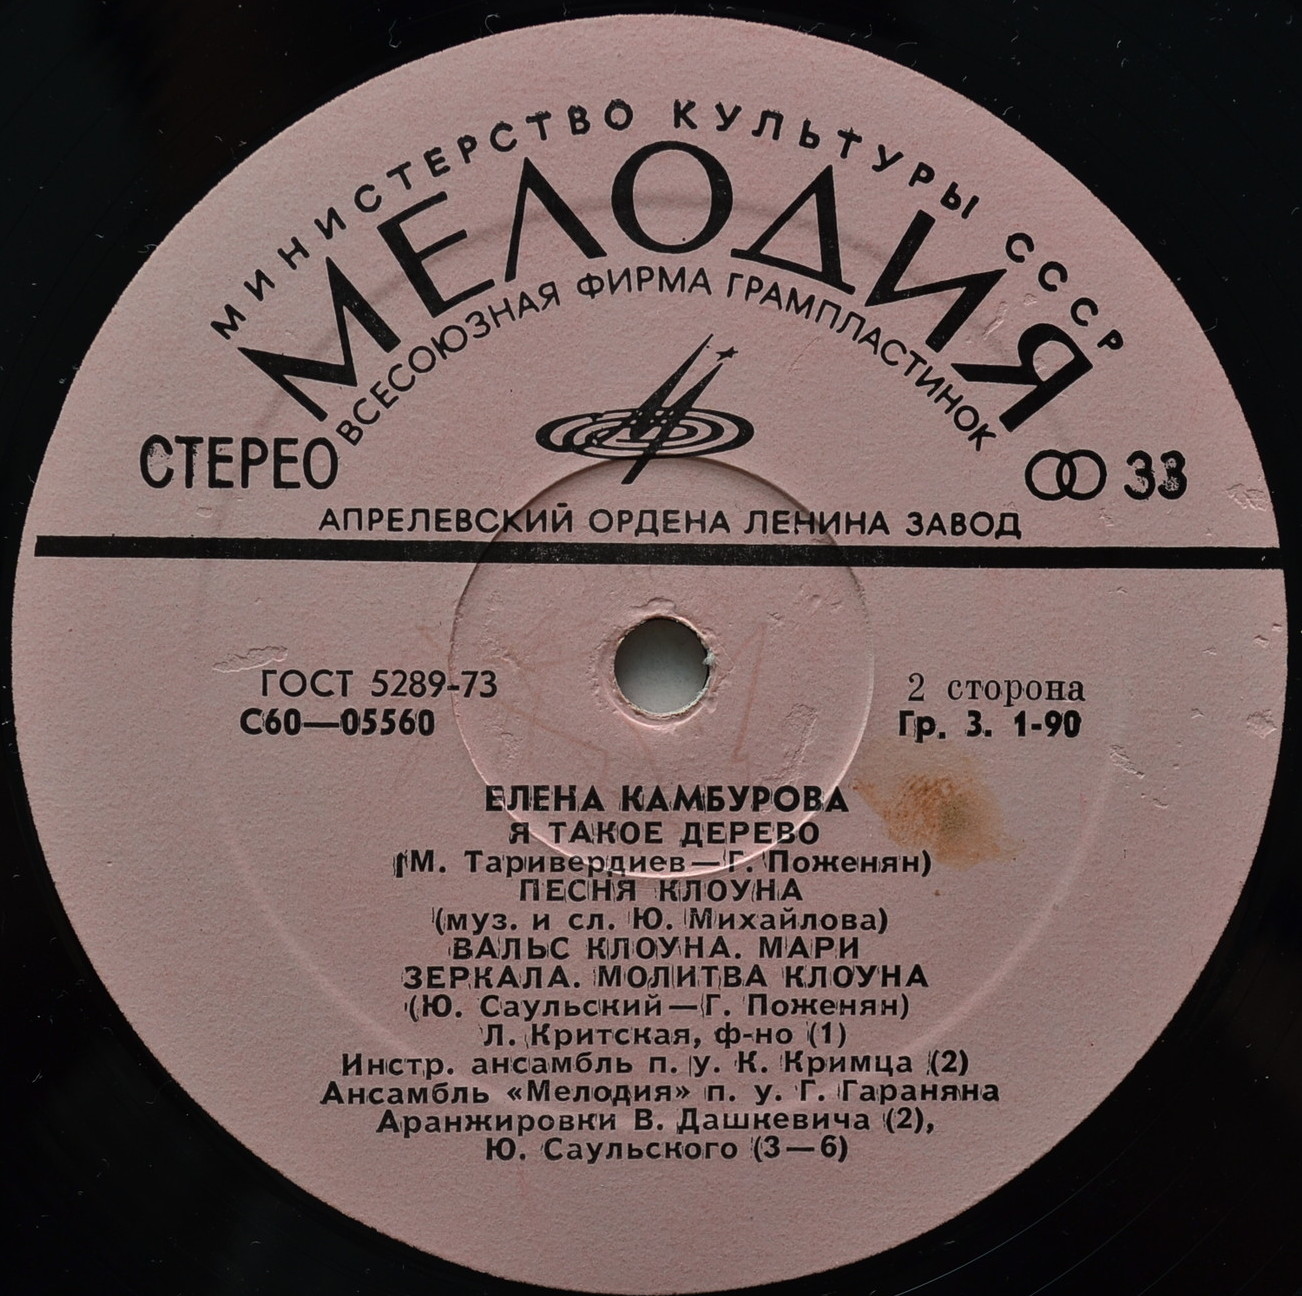 МИНИСТЕРСТВО КУЛЬТУРЫ СССР
МЕЛОДИЯ
ВСЕСОЮЗНАЯ ФИРМА ГРАМПЛАСТИНОК
СТЕРЕО
33
АПРЕЛЕВСКИЙ ОРДЕНА ЛЕНИНА ЗАВОД
ГОСТ 5289-73
С60—05560
2 сторона
Гр. 3. 1-90
ЕЛЕНА КАМБУРОВА
Я ТАКОЕ ДЕРЕВО
(М. Таривердиев—Г. Поженян)
ПЕСНЯ КЛОУНА
(муз. и сл. Ю. Михайлова)
ВАЛЬС КЛОУНА. МАРИ
ЗЕРКАЛА. МОЛИТВА КЛОУНА
(Ю. Саульский—Г. Поженян)
Л. Критская, ф-но (1)
Инстр. ансамбль п. у. К. Кримца (2)
Ансамбль «Мелодия» п. у. Г. Гараняна
Аранжировки В. Дашкевича (2),
Ю. Саульского (3—6)